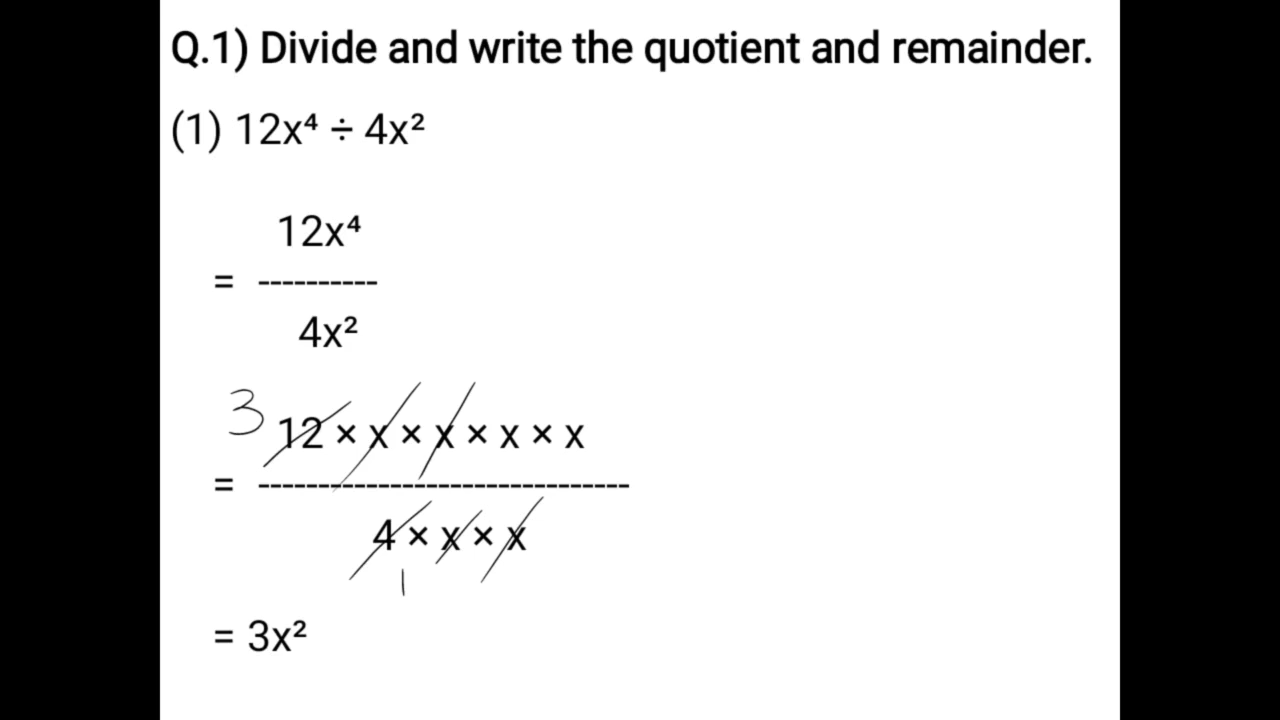 Q.1) Divide and write the quotient and remainder.
(1) 12x⁴ ÷ 4x²
12x⁴
= ----------
4x²
3 12 × x × x × x × x
= -------------------------------
4 × x × x
1
= 3x²